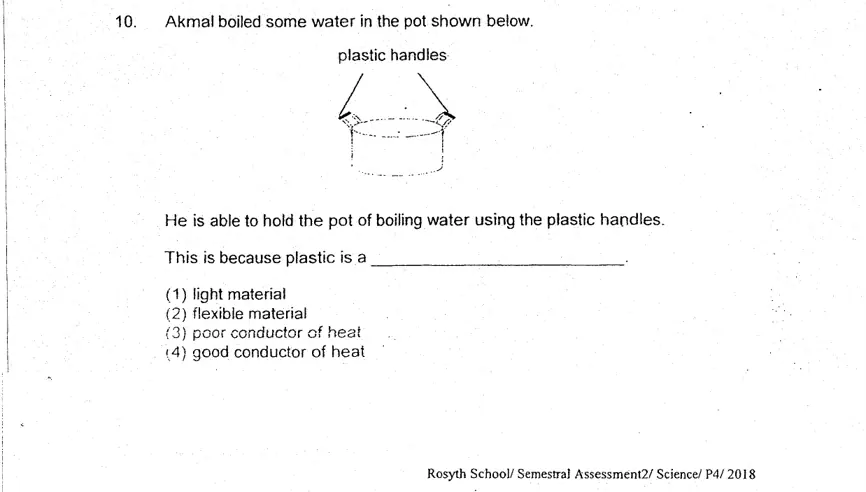 10. Akmal boiled some water in the pot shown below.
plastic handles
He is able to hold the pot of boiling water using the plastic handles.
This is because plastic is a ____________________.
(1) light material
(2) flexible material
(3) poor conductor of heat
(4) good conductor of heat
Rosyth School/ Semestral Assessment2/ Science/ P4/ 2018